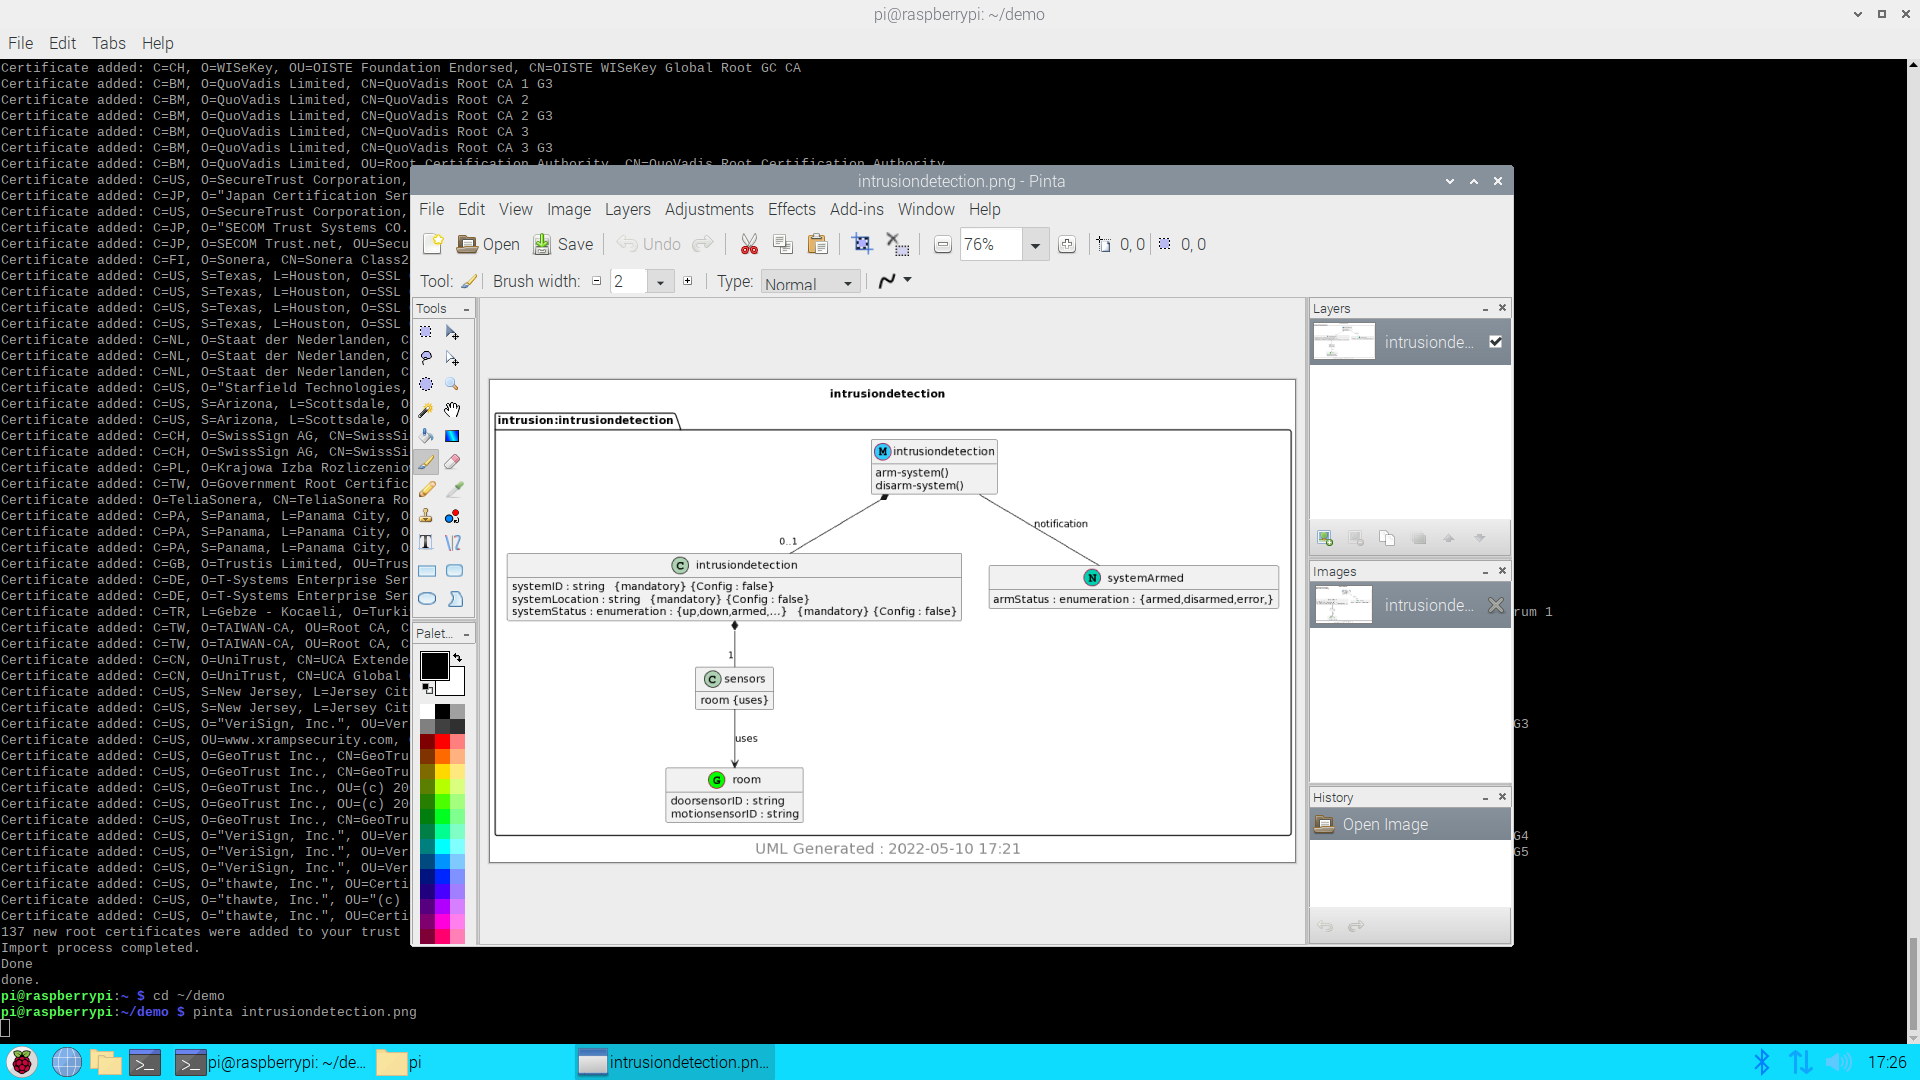 pi@raspberrypi: ~/demo
File Edit Tabs Help
Certificate added: C=CH, O=WISeKey, OU=OISTE Foundation Endorsed, CN=OISTE WISeKey Global Root GC CA
Certificate added: C=BM, O=QuoVadis Limited, CN=QuoVadis Root CA 1 G3
Certificate added: C=BM, O=QuoVadis Limited, CN=QuoVadis Root CA 2
Certificate added: C=BM, O=QuoVadis Limited, CN=QuoVadis Root CA 2 G3
Certificate added: C=BM, O=QuoVadis Limited, CN=QuoVadis Root CA 3
Certificate added: C=BM, O=QuoVadis Limited, CN=QuoVadis Root CA 3 G3
Certificate added: C=BM, O=QuoVadis Limited, OU=Root Certification Authority, CN=QuoVadis Root Certification Authority
Certificate added: C=US, O=SecureTrust Corporation,
Certificate added: C=JP, O="Japan Certification Ser
Certificate added: C=US, O=SecureTrust Corporation,
Certificate added: C=JP, O="SECOM Trust Systems CO.
Certificate added: C=JP, O=SECOM Trust.net, OU=Secu
Certificate added: C=FI, O=Sonera, CN=Sonera Class2
Certificate added: C=US, S=Texas, L=Houston, O=SSL
Certificate added: C=US, S=Texas, L=Houston, O=SSL
Certificate added: C=US, S=Texas, L=Houston, O=SSL
Certificate added: C=US, S=Texas, L=Houston, O=SSL
Certificate added: C=NL, O=Staat der Nederlanden, C
Certificate added: C=NL, O=Staat der Nederlanden, C
Certificate added: C=NL, O=Staat der Nederlanden, C
Certificate added: C=US, O="Starfield Technologies,
Certificate added: C=US, S=Arizona, L=Scottsdale, O
Certificate added: C=US, S=Arizona, L=Scottsdale, O
Certificate added: C=CH, O=SwissSign AG, CN=SwissSi
Certificate added: C=CH, O=SwissSign AG, CN=SwissSi
Certificate added: C=PL, O=Krajowa Izba Rozliczenio
Certificate added: C=TW, O=Government Root Certific
Certificate added: O=TeliaSonera, CN=TeliaSonera Ro
Certificate added: C=PA, S=Panama, L=Panama City, O
Certificate added: C=PA, S=Panama, L=Panama City, O
Certificate added: C=PA, S=Panama, L=Panama City, O
Certificate added: C=GB, O=Trustis Limited, OU=Trus
Certificate added: C=DE, O=T-Systems Enterprise Ser
Certificate added: C=DE, O=T-Systems Enterprise Ser
Certificate added: C=TR, L=Gebze - Kocaeli, O=Turki
rum 1
Certificate added: C=TW, O=TAIWAN-CA, OU=Root CA, C
Certificate added: C=TW, O=TAIWAN-CA, OU=Root CA, C
Certificate added: C=CN, O=UniTrust, CN=UCA Extende
Certificate added: C=CN, O=UniTrust, CN=UCA Global
Certificate added: C=US, S=New Jersey, L=Jersey Cit
Certificate added: C=US, S=New Jersey, L=Jersey Cit
Certificate added: C=US, O="VeriSign, Inc.", OU=Ver
G3
Certificate added: C=US, OU=www.xrampsecurity.com,
Certificate added: C=US, O=GeoTrust Inc., CN=GeoTru
Certificate added: C=US, O=GeoTrust Inc., CN=GeoTru
Certificate added: C=US, O=GeoTrust Inc., OU=(c) 20
Certificate added: C=US, O=GeoTrust Inc., OU=(c) 20
Certificate added: C=US, O=GeoTrust Inc., CN=GeoTru
Certificate added: C=US, O="VeriSign, Inc.", OU=Ver
G4
Certificate added: C=US, O="VeriSign, Inc.", OU=Ver
G5
Certificate added: C=US, O="VeriSign, Inc.", OU=Ver
Certificate added: C=US, O="thawte, Inc.", OU=Certi
Certificate added: C=US, O="thawte, Inc.", OU="(c)
Certificate added: C=US, O="thawte, Inc.", OU=Certi
137 new root certificates were added to your trust
Import process completed.
Done
done.
pi@raspberrypi:~ $ cd ~/demo
pi@raspberrypi:~/demo $ pinta intrusiondetection.png
intrusiondetection.png - Pinta
File Edit View Image Layers Adjustments Effects Add-ins Window Help
Open Save Undo 76% 0, 0 0, 0
Tool: Brush width: 2 Type: Normal
Tools
Palet...
intrusiondetection
intrusion:intrusiondetection
M intrusiondetection
arm-system()
disarm-system()
notification
0..1
C intrusiondetection
systemID : string {mandatory} {Config : false}
systemLocation : string {mandatory} {Config : false}
systemStatus : enumeration : {up,down,armed,...} {mandatory} {Config : false}
N systemArmed
armStatus : enumeration : {armed,disarmed,error,}
1
C sensors
room {uses}
uses
G room
doorsensorID : string
motionsensorID : string
UML Generated : 2022-05-10 17:21
Layers
intrusionde...
Images
intrusionde...
History
Open Image
pi@raspberrypi: ~/de... pi intrusiondetection.pn... 17:26